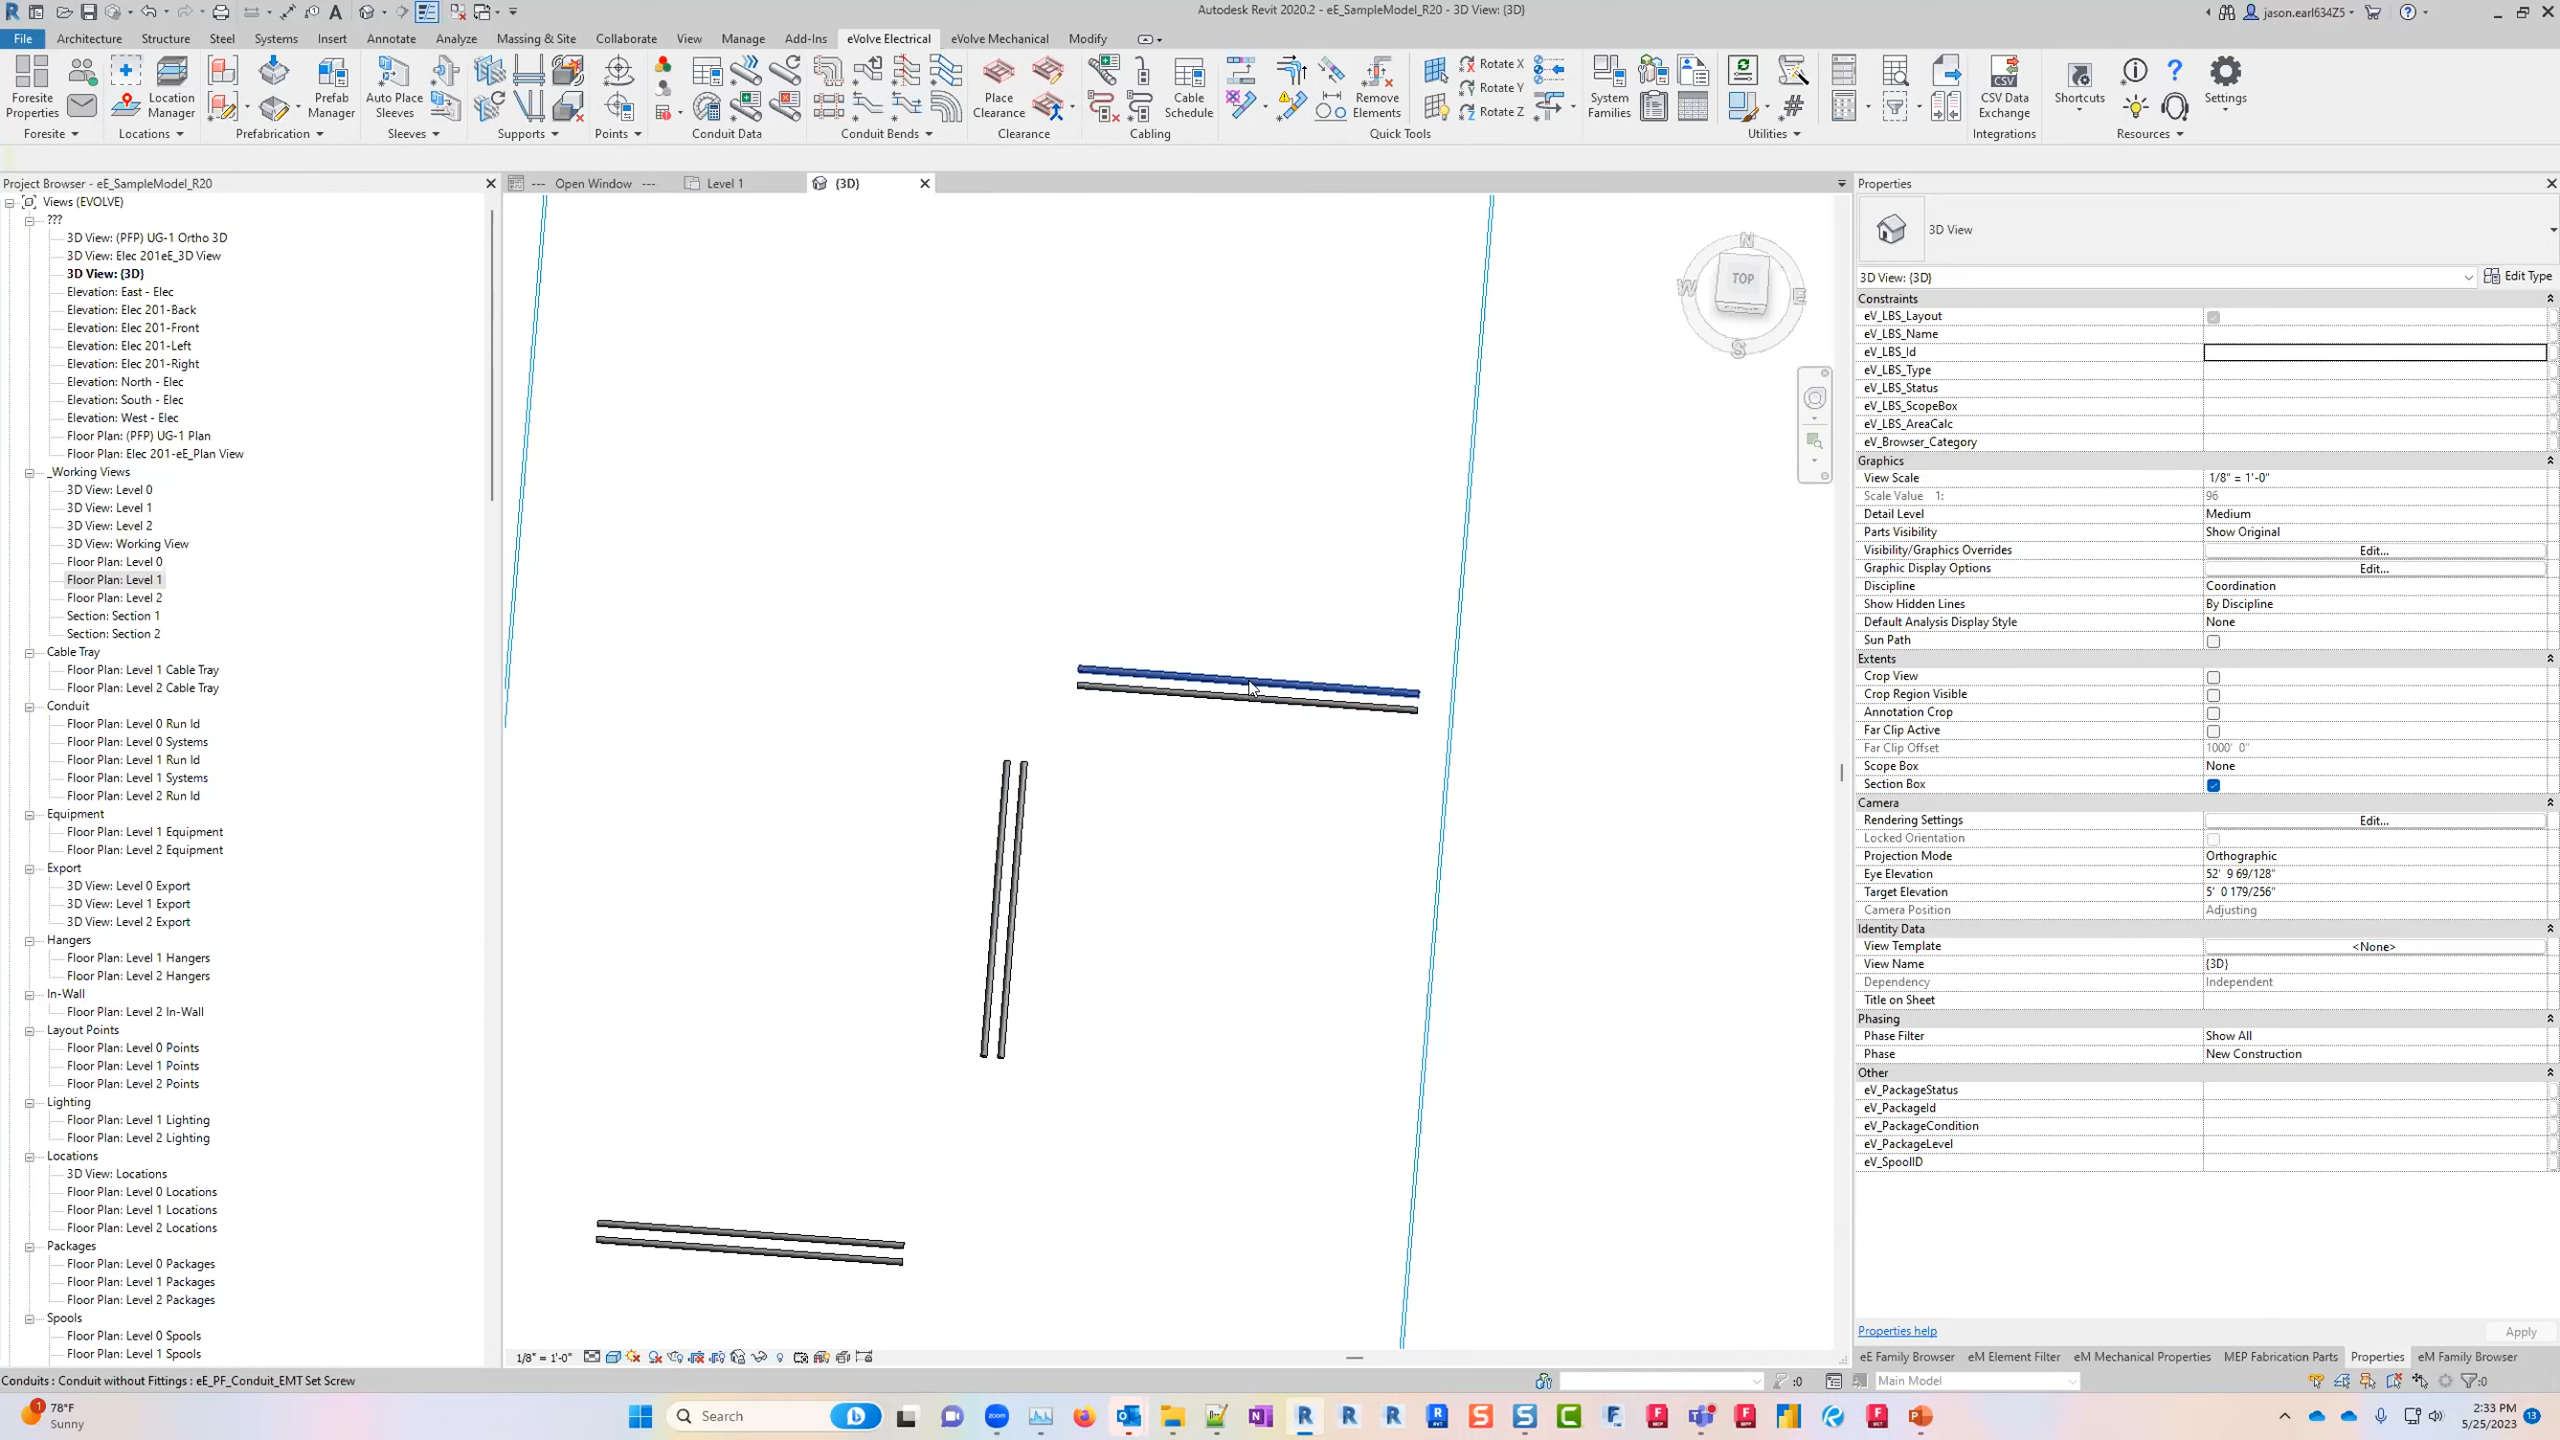 Autodesk Revit 2020.2 - eE_SampleModel_R20 - 3D View: {3D}
jason.earl634Z5
File Architecture Structure Steel Systems Insert Annotate Analyze Massing & Site Collaborate View Manage Add-Ins eVolve Electrical eVolve Mechanical Modify
Foresite Properties
Location Manager
Prefab Manager
Auto Place Sleeves
Place Clearance
Cable Schedule
Remove Elements
Rotate X
Rotate Y
Rotate Z
System Families
CSV
CSV Data Exchange
Shortcuts
Settings
Foresite Locations Prefabrication Sleeves Supports Points Conduit Data Conduit Bends Clearance Cabling Quick Tools Utilities Integrations Resources
Project Browser - eE_SampleModel_R20
Views (EVOLVE)
???
3D View: (PFP) UG-1 Ortho 3D
3D View: Elec 201eE_3D View
3D View: {3D}
Elevation: East - Elec
Elevation: Elec 201-Back
Elevation: Elec 201-Front
Elevation: Elec 201-Left
Elevation: Elec 201-Right
Elevation: North - Elec
Elevation: South - Elec
Elevation: West - Elec
Floor Plan: (PFP) UG-1 Plan
Floor Plan: Elec 201-eE_Plan View
_Working Views
3D View: Level 0
3D View: Level 1
3D View: Level 2
3D View: Working View
Floor Plan: Level 0
Floor Plan: Level 1
Floor Plan: Level 2
Section: Section 1
Section: Section 2
Cable Tray
Floor Plan: Level 1 Cable Tray
Floor Plan: Level 2 Cable Tray
Conduit
Floor Plan: Level 0 Run Id
Floor Plan: Level 0 Systems
Floor Plan: Level 1 Run Id
Floor Plan: Level 1 Systems
Floor Plan: Level 2 Run Id
Equipment
Floor Plan: Level 1 Equipment
Floor Plan: Level 2 Equipment
Export
3D View: Level 0 Export
3D View: Level 1 Export
3D View: Level 2 Export
Hangers
Floor Plan: Level 1 Hangers
Floor Plan: Level 2 Hangers
In-Wall
Floor Plan: Level 2 In-Wall
Layout Points
Floor Plan: Level 0 Points
Floor Plan: Level 1 Points
Floor Plan: Level 2 Points
Lighting
Floor Plan: Level 1 Lighting
Floor Plan: Level 2 Lighting
Locations
3D View: Locations
Floor Plan: Level 0 Locations
Floor Plan: Level 1 Locations
Floor Plan: Level 2 Locations
Packages
Floor Plan: Level 0 Packages
Floor Plan: Level 1 Packages
Floor Plan: Level 2 Packages
Spools
Floor Plan: Level 0 Spools
Floor Plan: Level 1 Spools
--- Open Window --- Level 1 {3D}
N
W TOP E
S
1/8" = 1'-0"
Properties
3D View
3D View: {3D} Edit Type
Constraints
eV_LBS_Layout
eV_LBS_Name
eV_LBS_Id
eV_LBS_Type
eV_LBS_Status
eV_LBS_ScopeBox
eV_LBS_AreaCalc
eV_Browser_Category
Graphics
View Scale 1/8" = 1'-0"
Scale Value 1: 96
Detail Level Medium
Parts Visibility Show Original
Visibility/Graphics Overrides Edit...
Graphic Display Options Edit...
Discipline Coordination
Show Hidden Lines By Discipline
Default Analysis Display Style None
Sun Path
Extents
Crop View
Crop Region Visible
Annotation Crop
Far Clip Active
Far Clip Offset 1000' 0"
Scope Box None
Section Box
Camera
Rendering Settings Edit...
Locked Orientation
Projection Mode Orthographic
Eye Elevation 52' 9 69/128"
Target Elevation 5' 0 179/256"
Camera Position Adjusting
Identity Data
View Template <None>
View Name {3D}
Dependency Independent
Title on Sheet
Phasing
Phase Filter Show All
Phase New Construction
Other
eV_PackageStatus
eV_PackageId
eV_PackageCondition
eV_PackageLevel
eV_SpoolID
Properties help Apply
eE Family Browser eM Element Filter eM Mechanical Properties MEP Fabrication Parts Properties eM Family Browser
Conduits : Conduit without Fittings : eE_PF_Conduit_EMT Set Screw
:0 Main Model :0
1 78°F
Sunny
Search
zoom
2:33 PM
5/25/2023
13